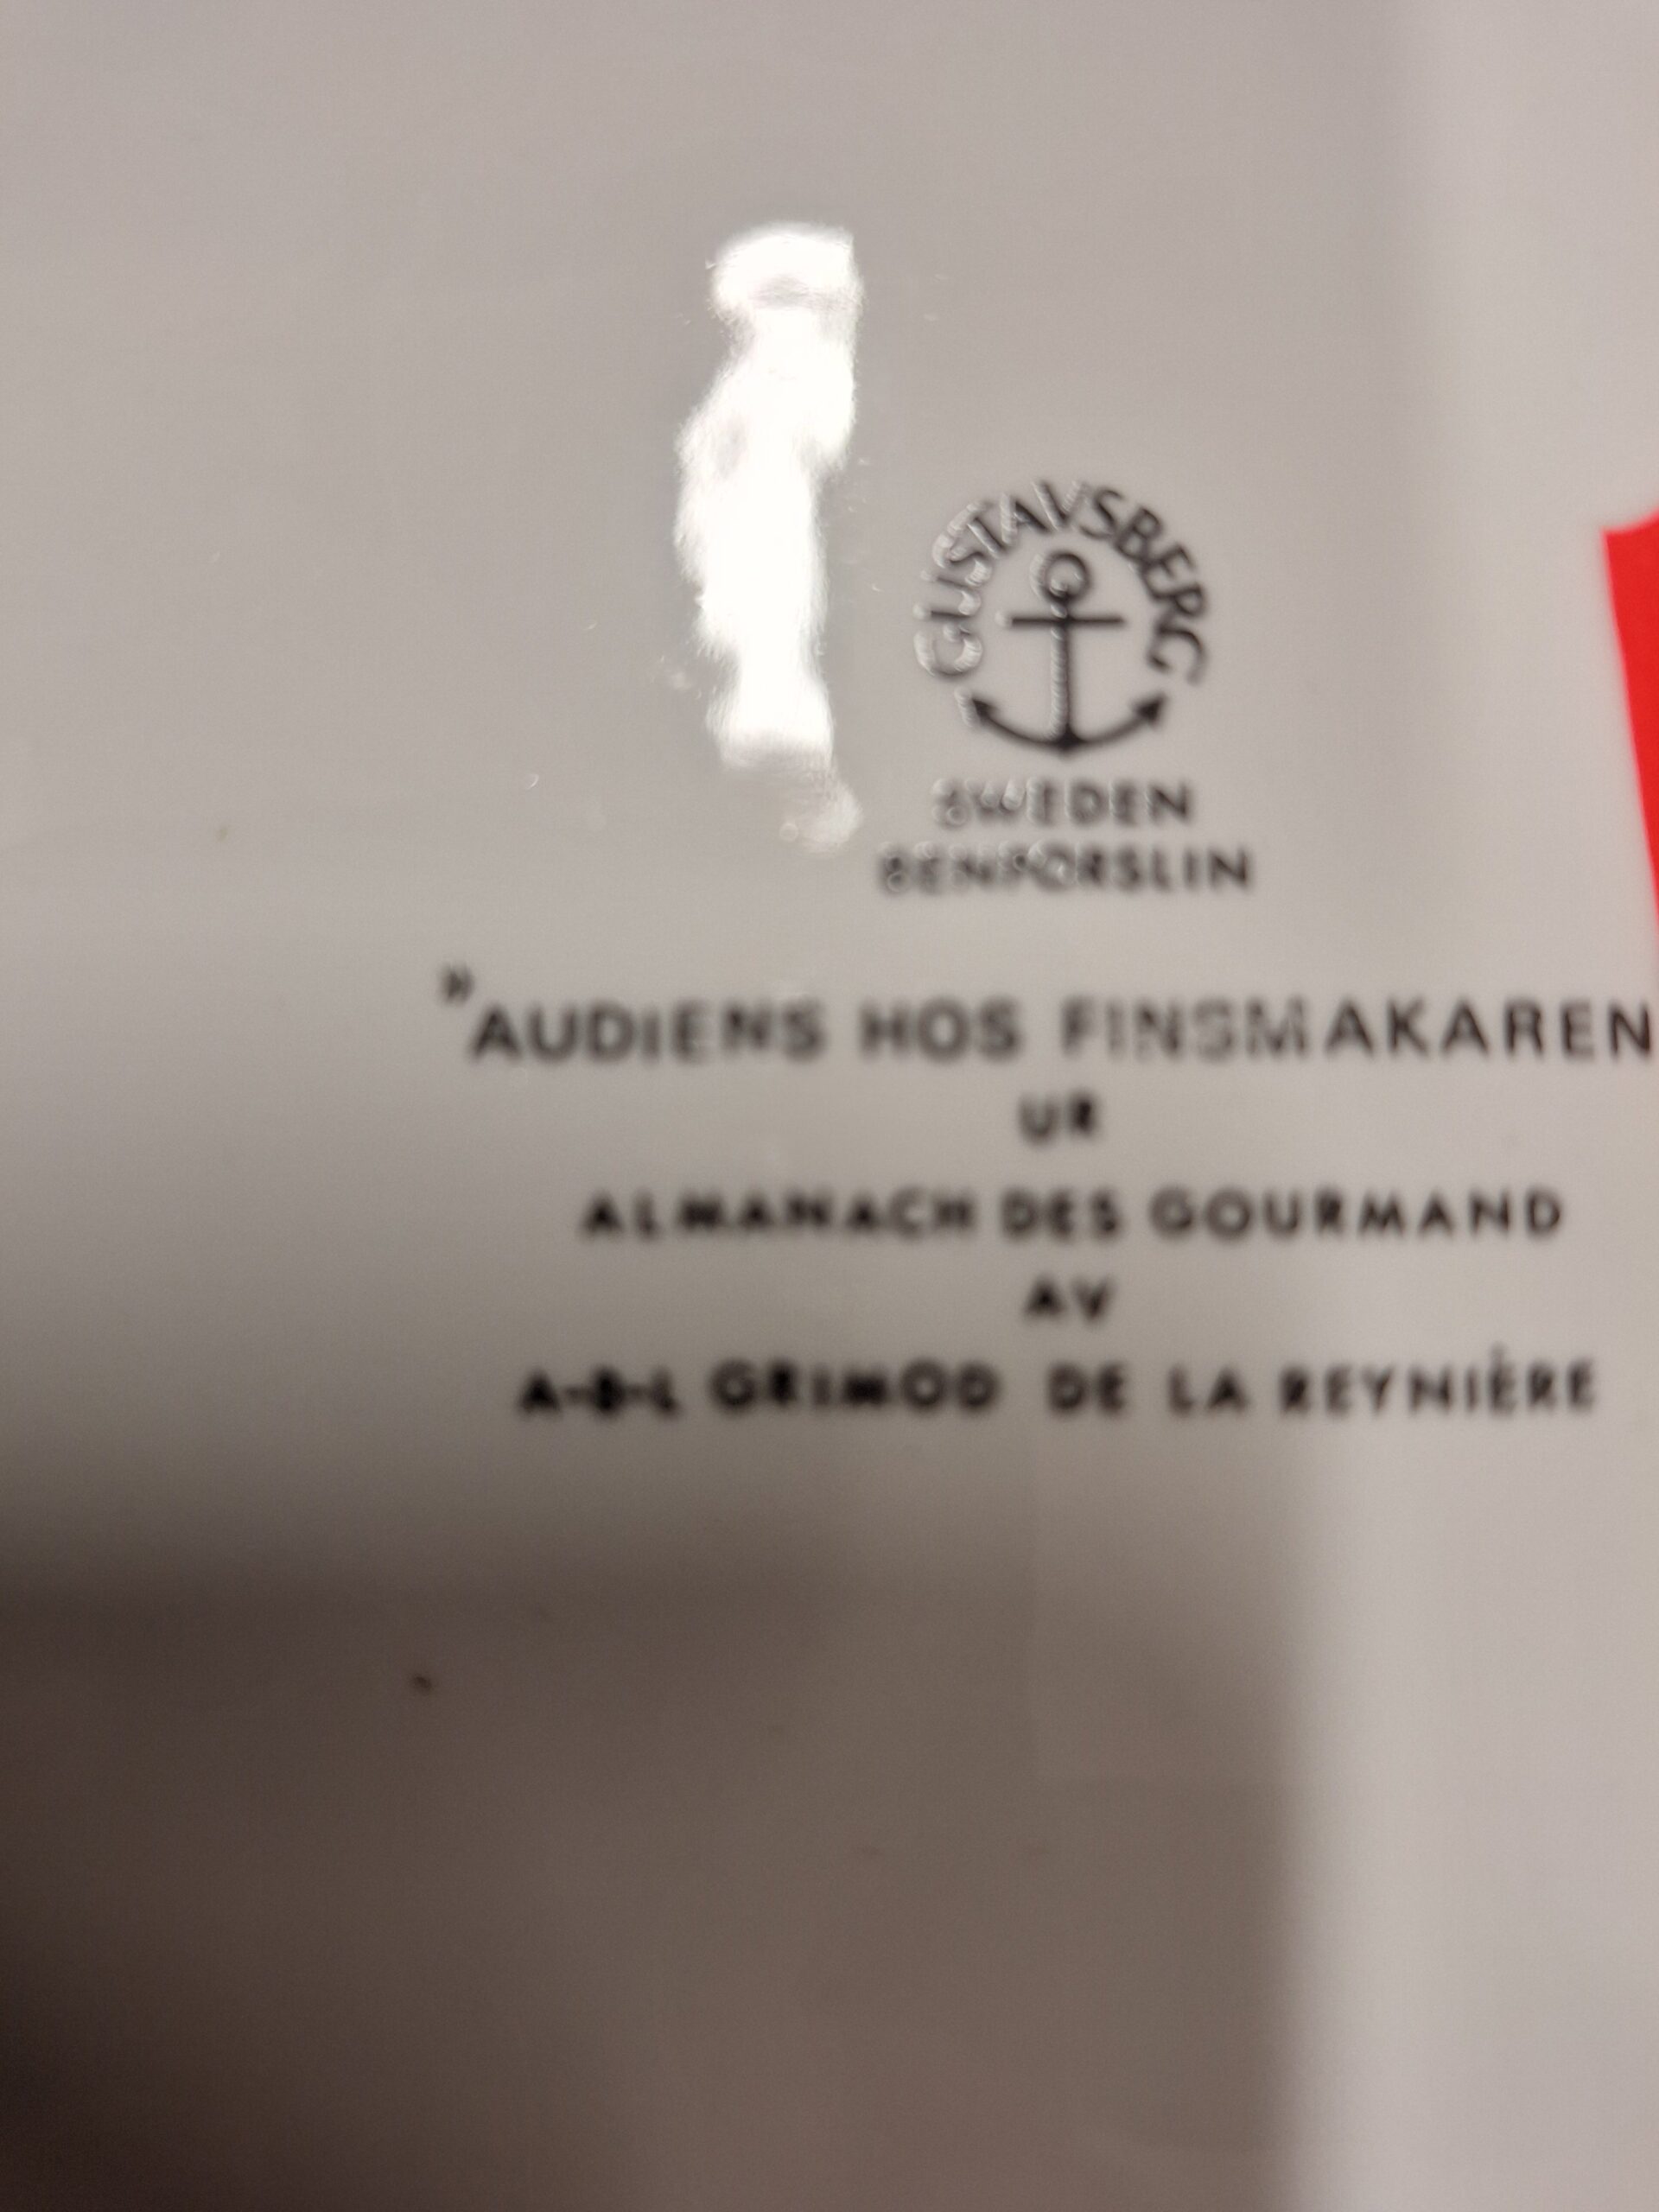 GUSTAVSBERG
SWEDEN
BENPORSLIN
"AUDIENS HOS FINSMAKAREN
UR
ALMANACH DES GOURMAND
AV
A-B-L GRIMOD DE LA REYNIÈRE